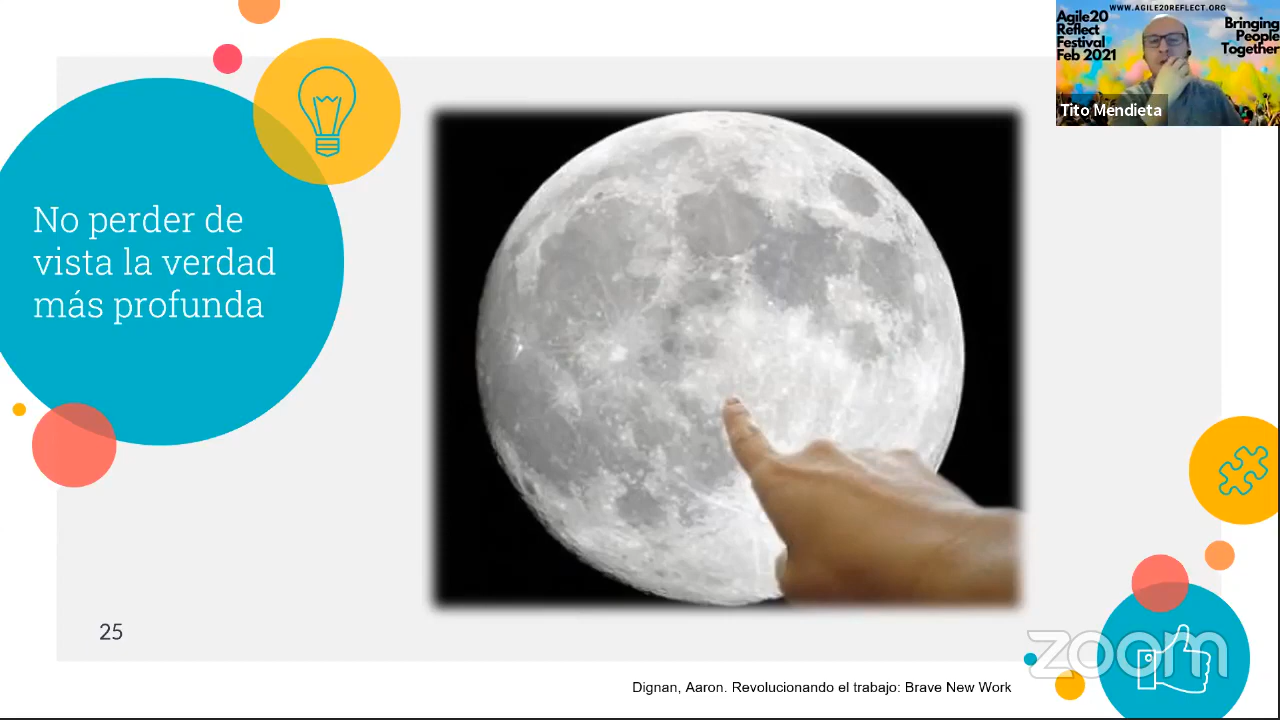 WWW.AGILE20REFLECT.ORG
Agile20
Reflect
Festival
Feb 2021
Bringing
People
Together
Tito Mendieta
No perder de
vista la verdad
más profunda
25
zoom
Dignan, Aaron. Revolucionando el trabajo: Brave New Work